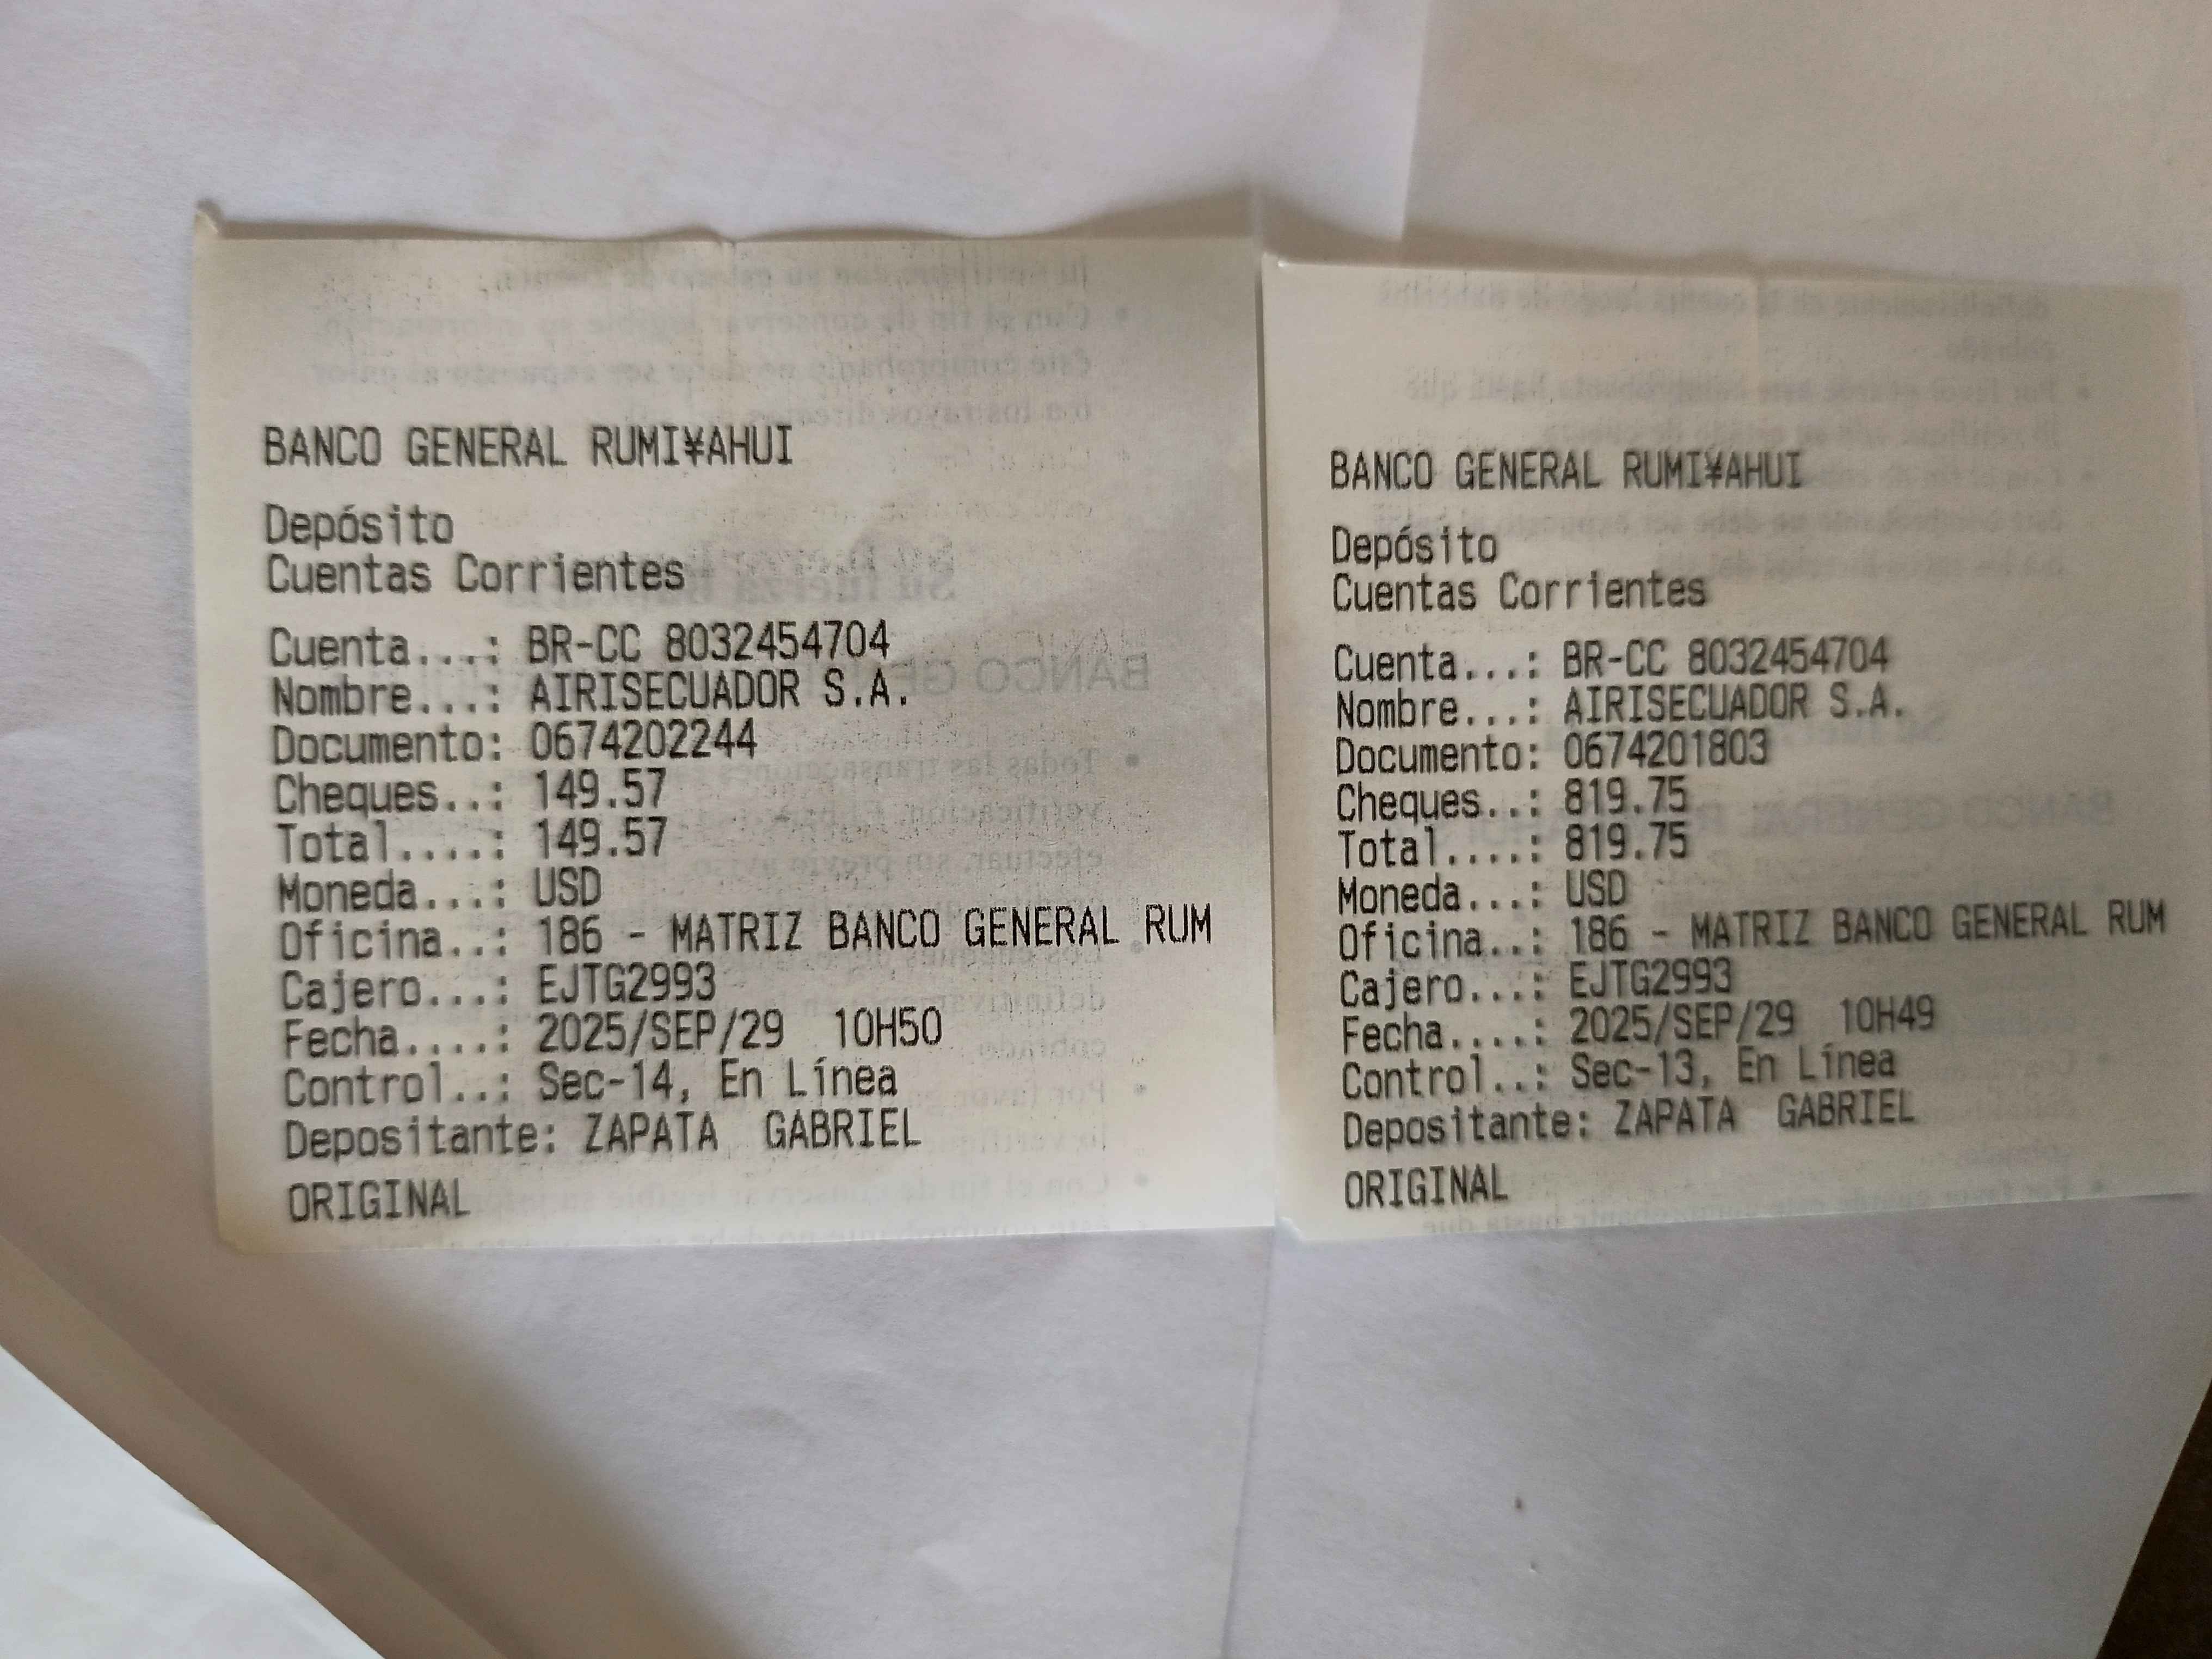 BANCO GENERAL RUMI¥AHUI
Depósito
Cuentas Corrientes
Cuenta...: BR-CC 8032454704
Nombre...: AIRISECUADOR S.A.
Documento: 0674202244
Cheques..: 149.57
Total....: 149.57
Moneda...: USD
Oficina..: 186 - MATRIZ BANCO GENERAL RUM
Cajero...: EJTG2993
Fecha....: 2025/SEP/29 10H50
Control..: Sec-14, En Línea
Depositante: ZAPATA GABRIEL
ORIGINAL
BANCO GENERAL RUMI¥AHUI
Depósito
Cuentas Corrientes
Cuenta...: BR-CC 8032454704
Nombre...: AIRISECUADOR S.A.
Documento: 0674201803
Cheques..: 819.75
Total....: 819.75
Moneda...: USD
Oficina..: 186 - MATRIZ BANCO GENERAL RUM
Cajero...: EJTG2993
Fecha....: 2025/SEP/29 10H49
Control..: Sec-13, En Línea
Depositante: ZAPATA GABRIEL
ORIGINAL